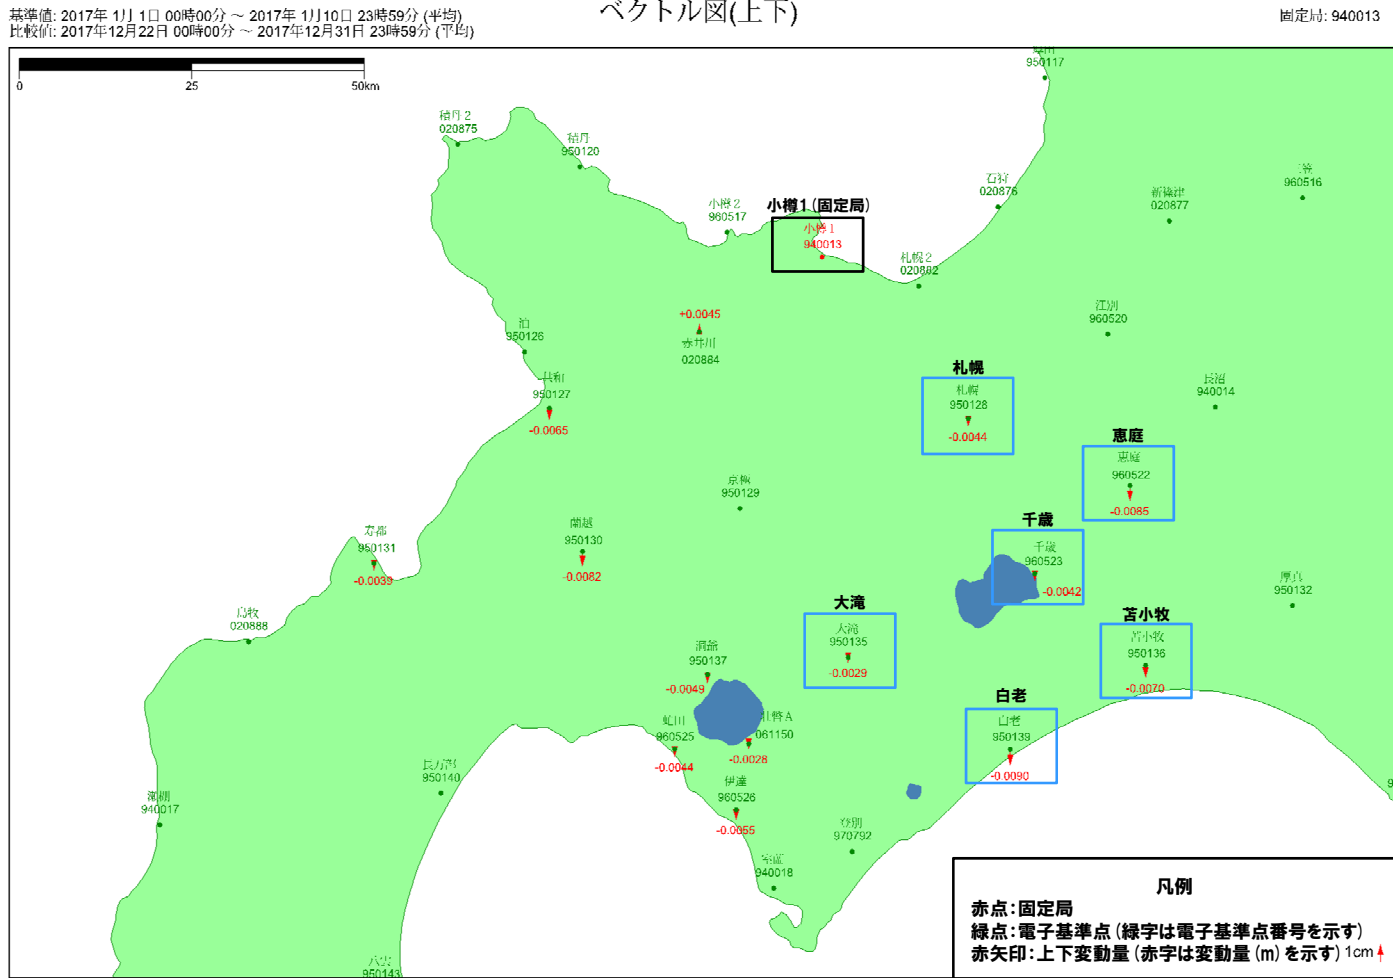 基準値: 2017年 1月 1日 00時00分 ～ 2017年 1月10日 23時59分 (平均)
比較値: 2017年12月22日 00時00分 ～ 2017年12月31日 23時59分 (平均)
ベクトル図(上下)
固定局: 940013
0 25 50km
950117
積丹２
020875
積丹
950120
石狩
020876
新篠津
020877
960516
小樽２
960517
小樽1(固定局)
小樽１
940013
札幌２
020882
江別
960520
+0.0045
赤井川
020884
泊
950126
共和
950127
-0.0065
札幌
札幌
950128
-0.0044
長沼
940014
恵庭
恵庭
960522
-0.0085
京極
950129
寿都
950131
-0.0039
蘭越
950130
-0.0082
千歳
千歳
960523
-0.0042
厚真
950132
島牧
020888
大滝
大滝
950135
-0.0029
苫小牧
苫小牧
950136
-0.0070
洞爺
950137
-0.0049
虻田
960525
-0.0044
壮瞥Ａ
061150
-0.0028
白老
白老
950139
-0.0090
長万部
950140
伊達
960526
-0.0055
瀬棚
940017
登別
970792
室蘭
940018
八雲
950143
凡例
赤点:固定局
緑点:電子基準点(緑字は電子基準点番号を示す)
赤矢印:上下変動量(赤字は変動量(m)を示す) 1cm